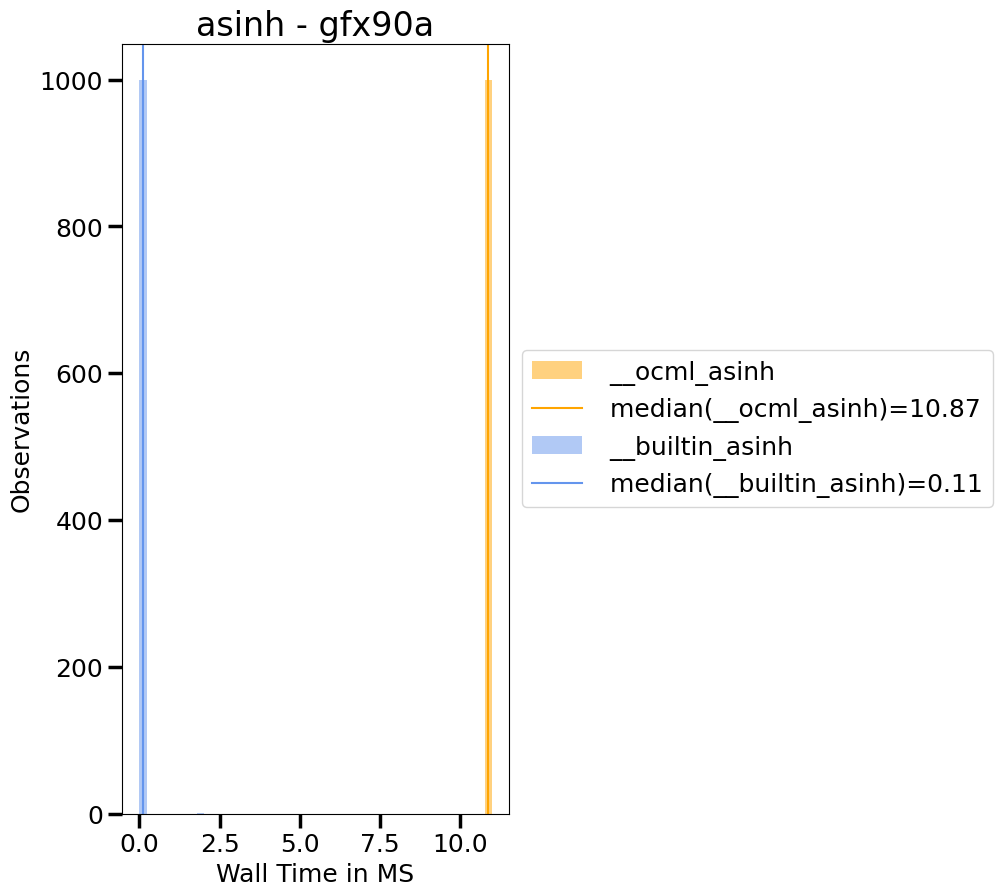 asinh - gfx90a
1000
800
600
400
200
0
Observations
0.0 2.5 5.0 7.5 10.0
Wall Time in MS
__ocml_asinh
median(__ocml_asinh)=10.87
__builtin_asinh
median(__builtin_asinh)=0.11